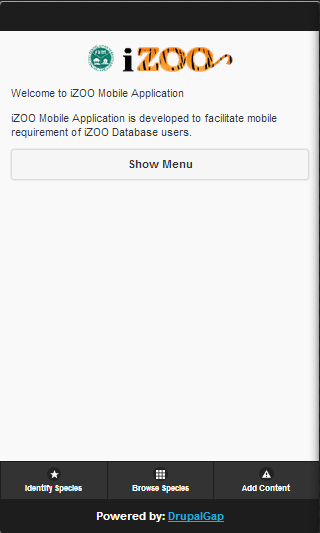 iZOO
Welcome to iZOO Mobile Application
iZOO Mobile Application is developed to facilitate mobile
requirement of iZOO Database users.
Show Menu
Identify Species
Browse Species
Add Content
Powered by: DrupalGap